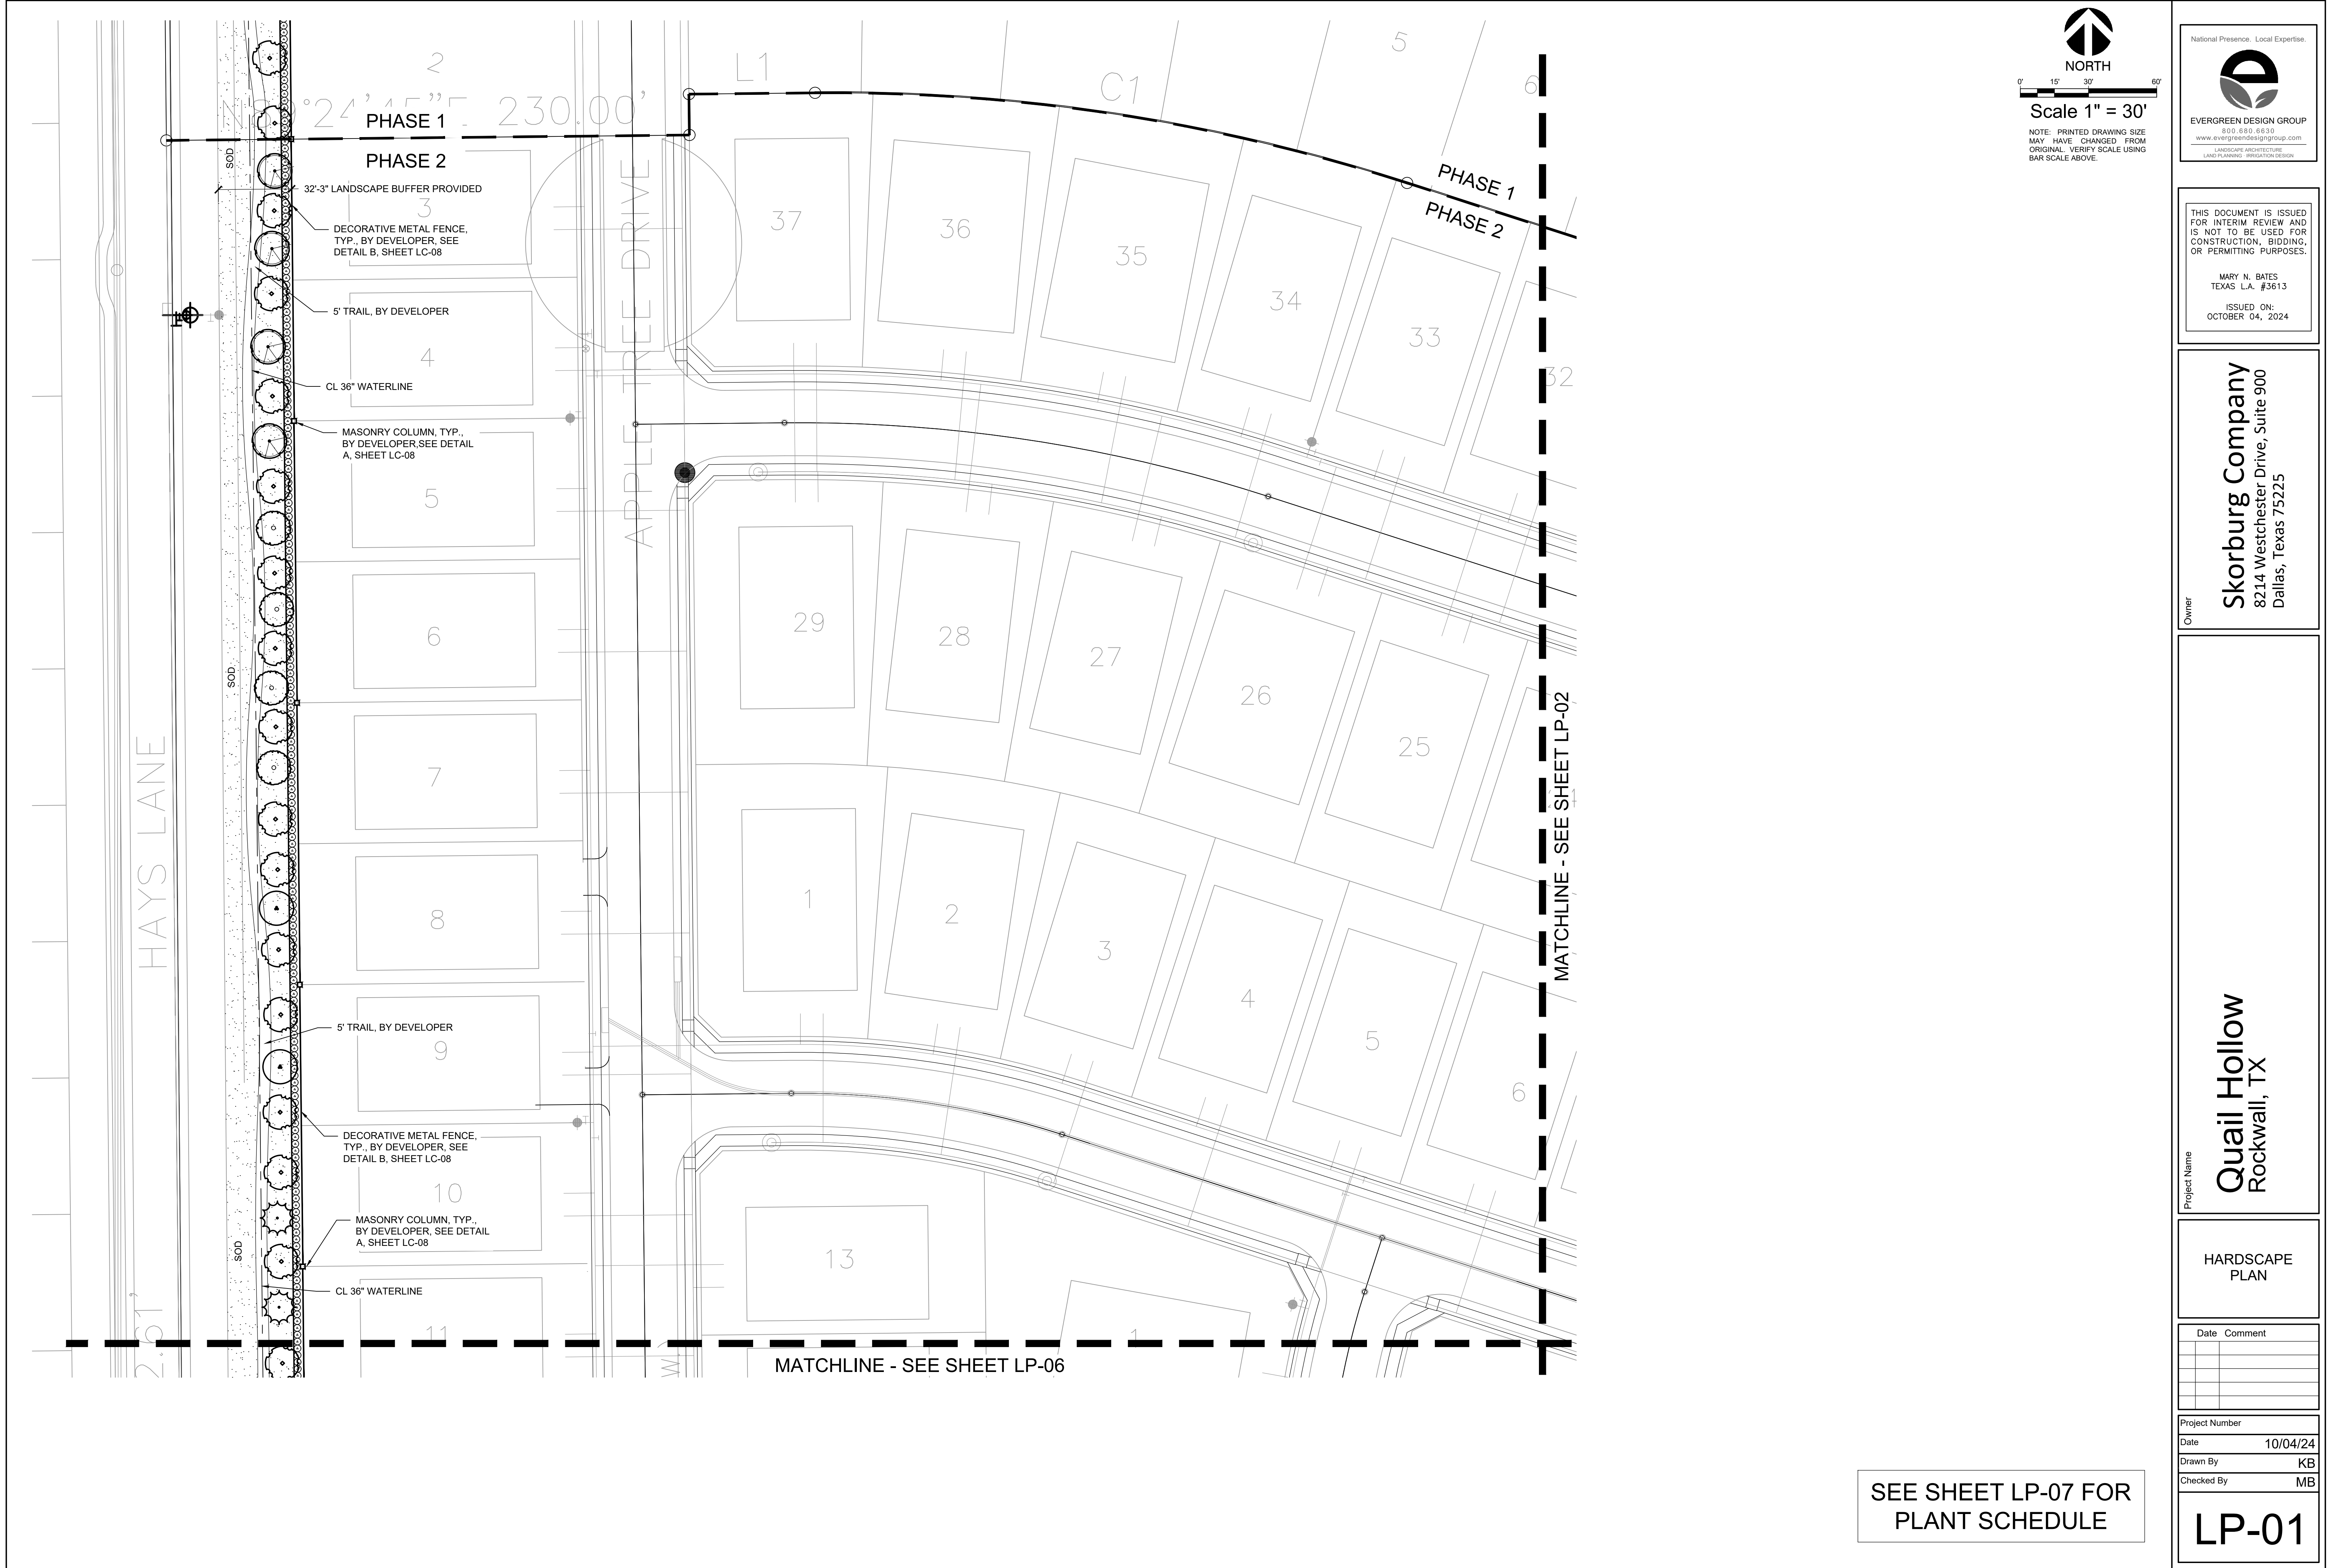 2
L1
C1
5
6
230.00'
PHASE 1
PHASE 2
PHASE 1
PHASE 2
SOD
32'-3" LANDSCAPE BUFFER PROVIDED
3
DECORATIVE METAL FENCE,
TYP., BY DEVELOPER, SEE
DETAIL B, SHEET LC-08
5' TRAIL, BY DEVELOPER
4
CL 36" WATERLINE
MASONRY COLUMN, TYP.,
BY DEVELOPER,SEE DETAIL
A, SHEET LC-08
5
6
7
8
9
10
11
SOD
HAYS LANE
APPLE TREE DRIVE
37
36
35
34
33
32
29
28
27
26
25
1
2
3
4
5
6
13
1
5' TRAIL, BY DEVELOPER
DECORATIVE METAL FENCE,
TYP., BY DEVELOPER, SEE
DETAIL B, SHEET LC-08
MASONRY COLUMN, TYP.,
BY DEVELOPER, SEE DETAIL
A, SHEET LC-08
SOD
CL 36" WATERLINE
MATCHLINE - SEE SHEET LP-02
MATCHLINE - SEE SHEET LP-06
NORTH
0' 15' 30' 60'
Scale 1" = 30'
NOTE: PRINTED DRAWING SIZE
MAY HAVE CHANGED FROM
ORIGINAL. VERIFY SCALE USING
BAR SCALE ABOVE.
SEE SHEET LP-07 FOR
PLANT SCHEDULE
National Presence. Local Expertise.
EVERGREEN DESIGN GROUP
800.680.6630
www.evergreendesigngroup.com
LANDSCAPE ARCHITECTURE
LAND PLANNING · IRRIGATION DESIGN
THIS DOCUMENT IS ISSUED
FOR INTERIM REVIEW AND
IS NOT TO BE USED FOR
CONSTRUCTION, BIDDING,
OR PERMITTING PURPOSES.
MARY N. BATES
TEXAS L.A. #3613
ISSUED ON:
OCTOBER 04, 2024
Owner
Skorburg Company
8214 Westchester Drive, Suite 900
Dallas, Texas 75225
Project Name
Quail Hollow
Rockwall, TX
HARDSCAPE
PLAN
Date Comment
Project Number
Date 10/04/24
Drawn By KB
Checked By MB
LP-01